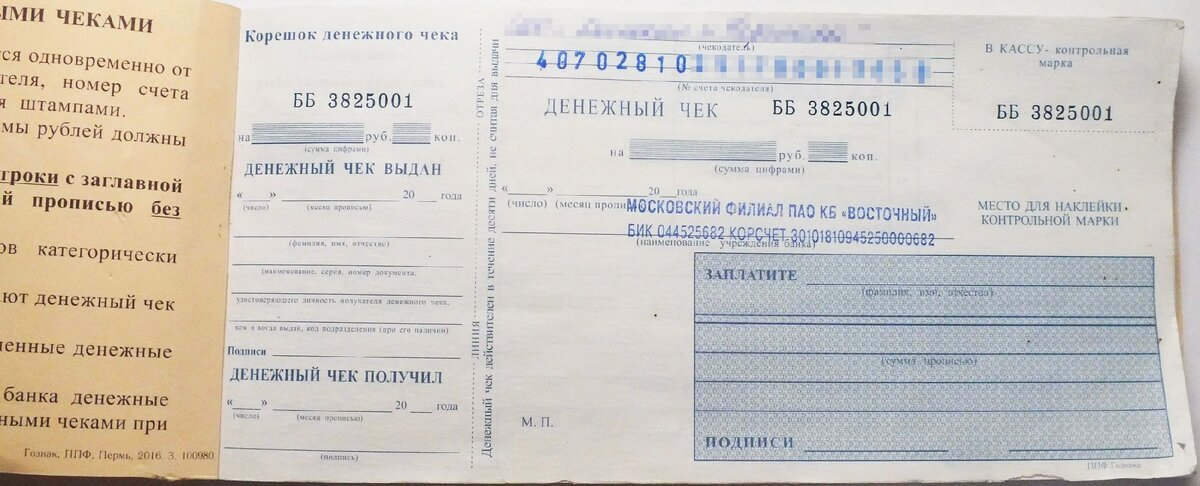 ЫМИ ЧЕКАМИ
ся одновременно от
теля, номер счета
я штампами.
мы рублей должны
троки с заглавной
й прописью без
ов категорически
ют денежный чек
ненные денежные
банка денежные
ными чеками при
Гознак, ППФ, Пермь, 2016. З. 100980
Корешок денежного чека
ББ 3825001
на руб. коп.
(сумма цифрами)
ДЕНЕЖНЫЙ ЧЕК ВЫДАН
« » 20 года
(число) (месяц прописью)
(фамилия, имя, отчество)
(наименование, серия, номер документа,
удостоверяющего личность получателя денежного чека,
кем и когда выдан, код подразделения (при его наличии)
Подписи
ДЕНЕЖНЫЙ ЧЕК ПОЛУЧИЛ
« » 20 года
(число) (месяц прописью)
(подпись)
ЛИНИЯ ОТРЕЗА
Денежный чек действителен в течение десяти дней, не считая дня выдачи
(чекодатель)
40702810
(№ счета чекодателя)
ДЕНЕЖНЫЙ ЧЕК ББ 3825001
на руб. коп.
(сумма цифрами)
« » 20 года
(число) (месяц прописью)
МОСКОВСКИЙ ФИЛИАЛ ПАО КБ «ВОСТОЧНЫЙ»
БИК 044525682 КОРСЧЕТ 30101810945250000682
(наименование учреждения банка)
В КАССУ- контрольная
марка
ББ 3825001
МЕСТО ДЛЯ НАКЛЕЙКИ
КОНТРОЛЬНОЙ МАРКИ
ЗАПЛАТИТЕ
(фамилия, имя, отчество)
(сумма прописью)
М. П.
ПОДПИСИ
ППФ Гознака